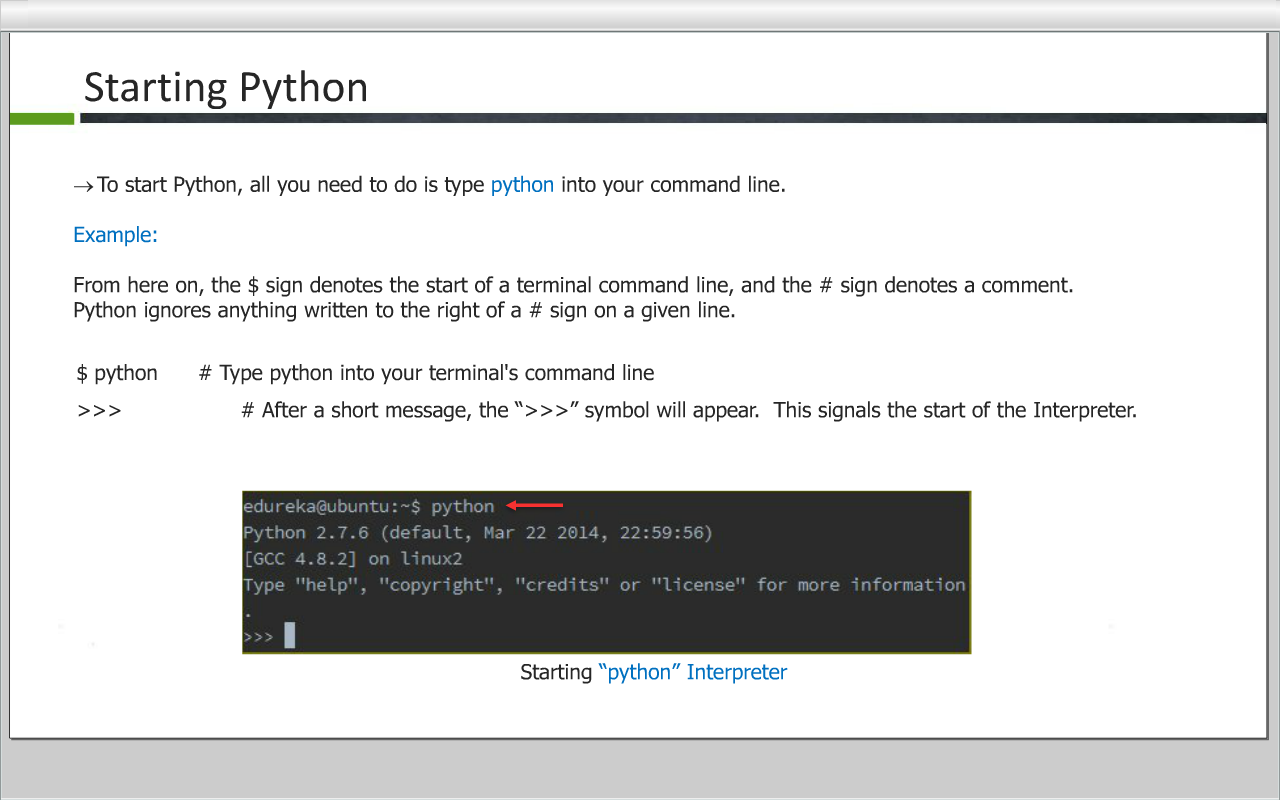 Starting Python
→ To start Python, all you need to do is type python into your command line.
Example:
From here on, the $ sign denotes the start of a terminal command line, and the # sign denotes a comment.
Python ignores anything written to the right of a # sign on a given line.
$ python # Type python into your terminal's command line
>>> # After a short message, the “>>>” symbol will appear. This signals the start of the Interpreter.
edureka@ubuntu:~$ python
Python 2.7.6 (default, Mar 22 2014, 22:59:56)
[GCC 4.8.2] on linux2
Type "help", "copyright", "credits" or "license" for more information
.
>>>
Starting “python” Interpreter